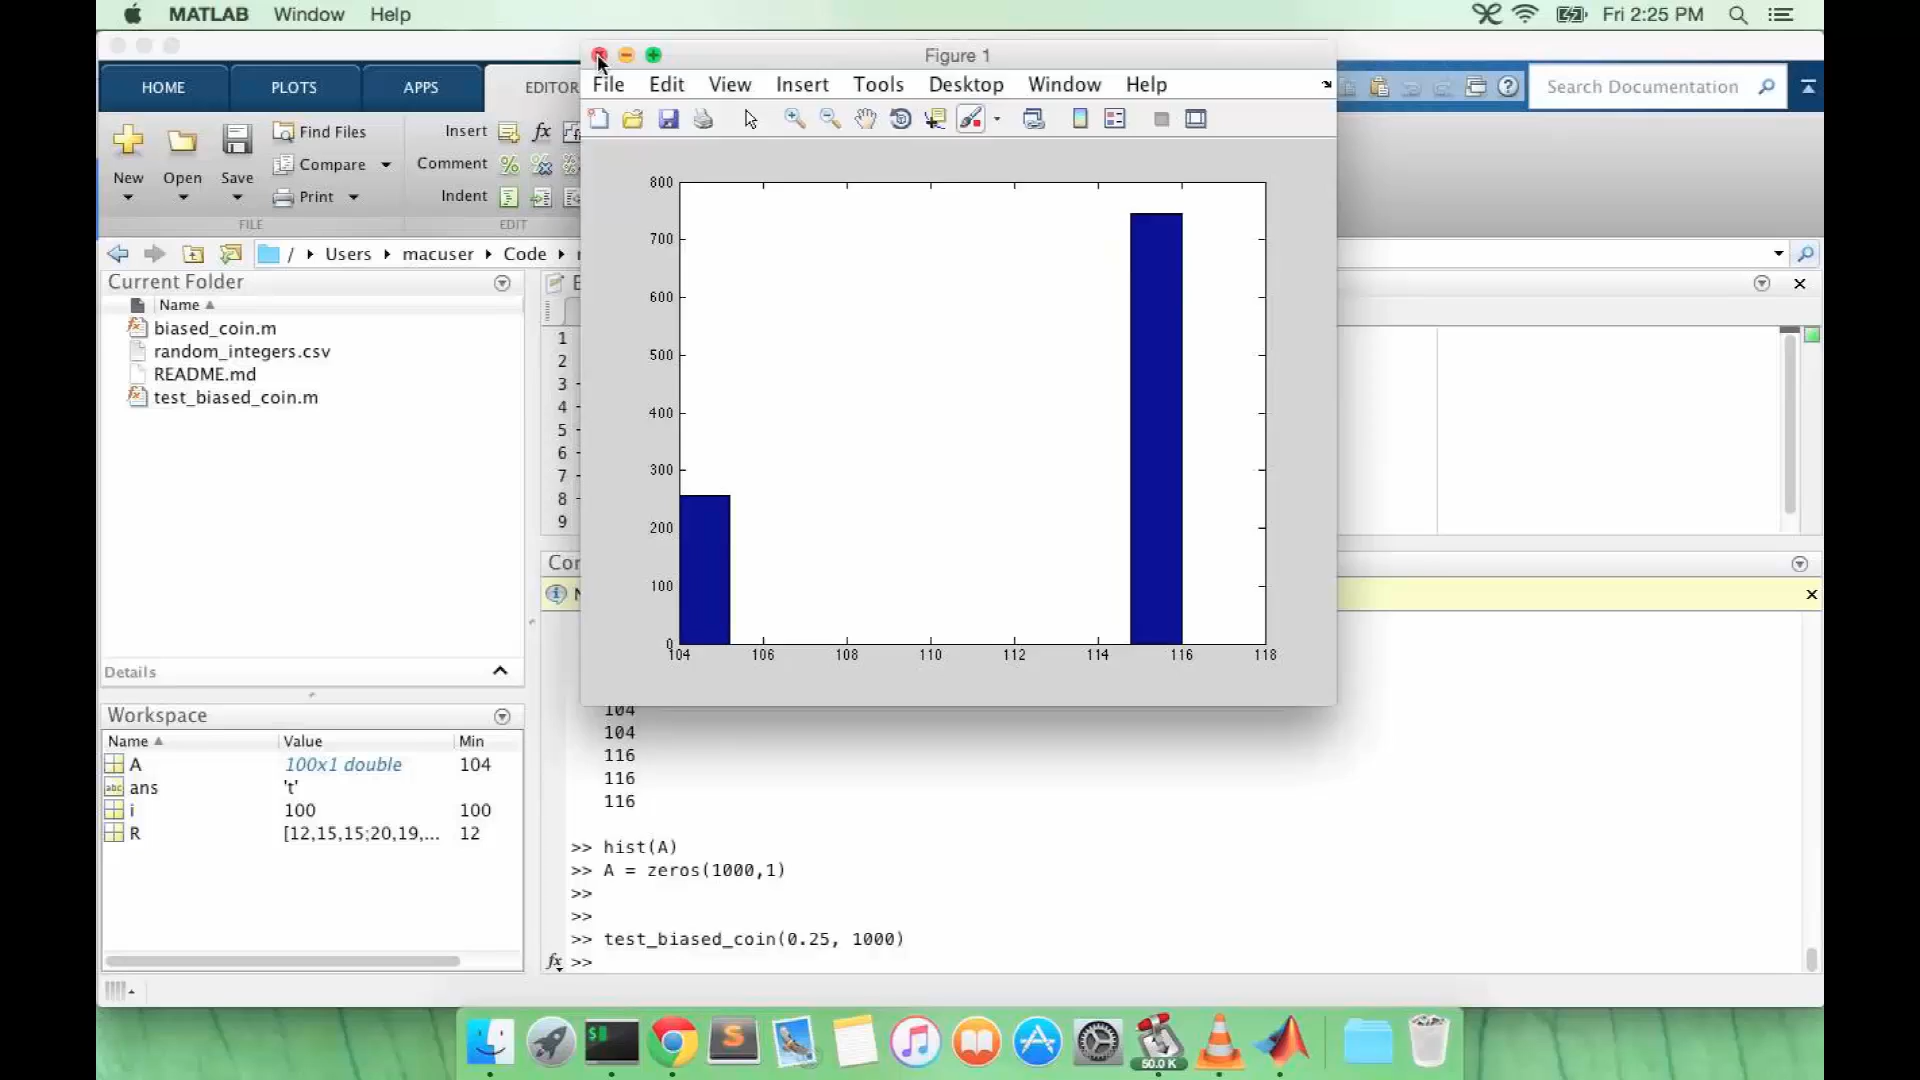 MATLAB Window Help
Fri 2:25 PM
Figure 1
File Edit View Insert Tools Desktop Window Help
HOME PLOTS APPS EDITOR
Search Documentation
New Open Save
Find Files
Compare
Print
FILE
Insert
Comment
Indent
EDIT
/ Users macuser Code
Current Folder
Name
biased_coin.m
random_integers.csv
README.md
test_biased_coin.m
Details
Workspace
Name Value Min
A 100x1 double 104
ans 't'
i 100 100
R [12,15,15;20,19,... 12
1
2
3
4
5
6
7
8
9
800
700
600
500
400
300
200
100
0
104 106 108 110 112 114 116 118
104
104
116
116
116
>> hist(A)
>> A = zeros(1000,1)
>>
>>
>> test_biased_coin(0.25, 1000)
fx >>
50.0 K